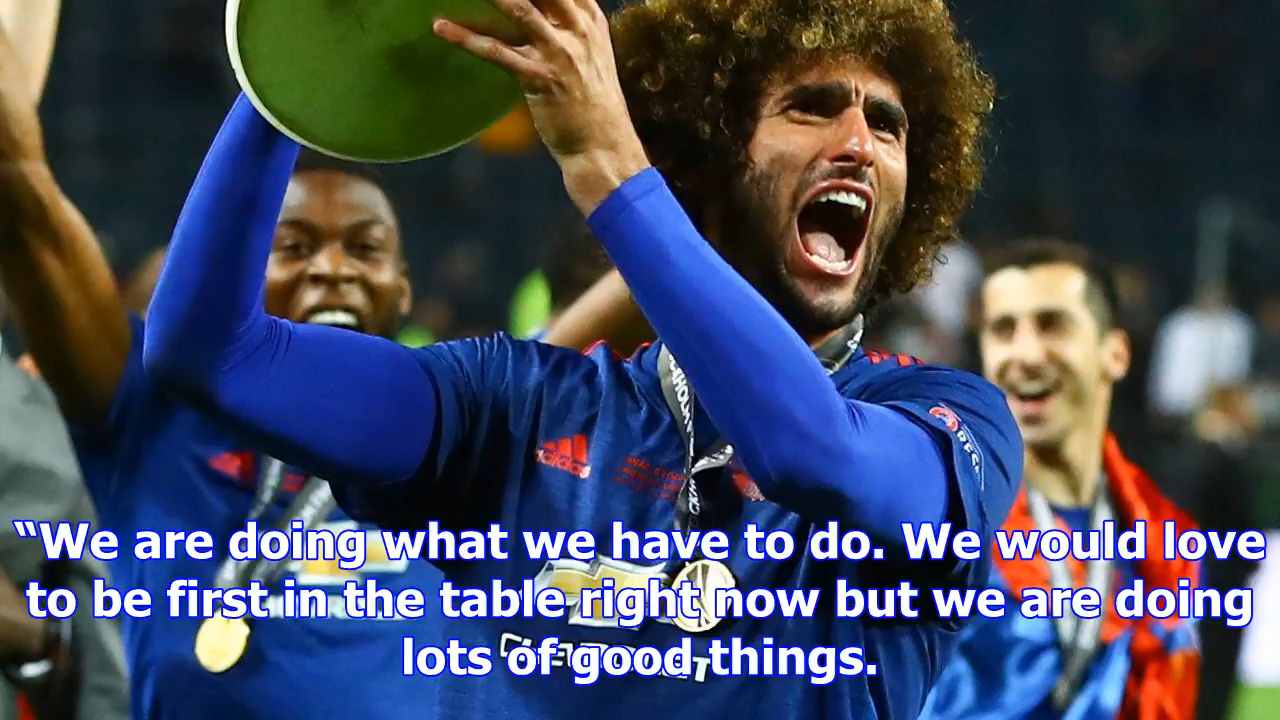 adidas
“We are doing what we have to do. We would love
to be first in the table right now but we are doing
lots of good things.